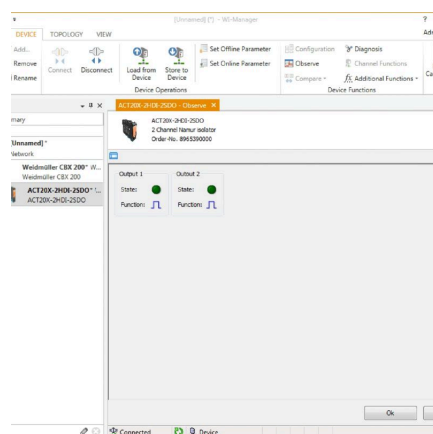 [Unnamed] (*) - WI-Manager
?
DEVICE TOPOLOGY VIEW
Add...
Remove
Rename
Connect
Disconnect
Load from Device
Store to Device
Set Offline Parameter
Set Online Parameter
Device Operations
Configuration
Observe
Compare
Diagnosis
Channel Functions
Additional Functions
Device Functions
ACT20X-2HDI-2SDO - Observe
ACT20X-2HDI-2SDO
2 Channel Namur isolator
Order-No. 8965390000
[Unnamed] *
Weidmüller CBX 200* W...
Weidmüller CBX 200
ACT20X-2HDI-2SDO*
ACT20X-2HDI-2SDO
Output 1
State:
Function:
Output 2
State:
Function:
Ok
Connected
Device